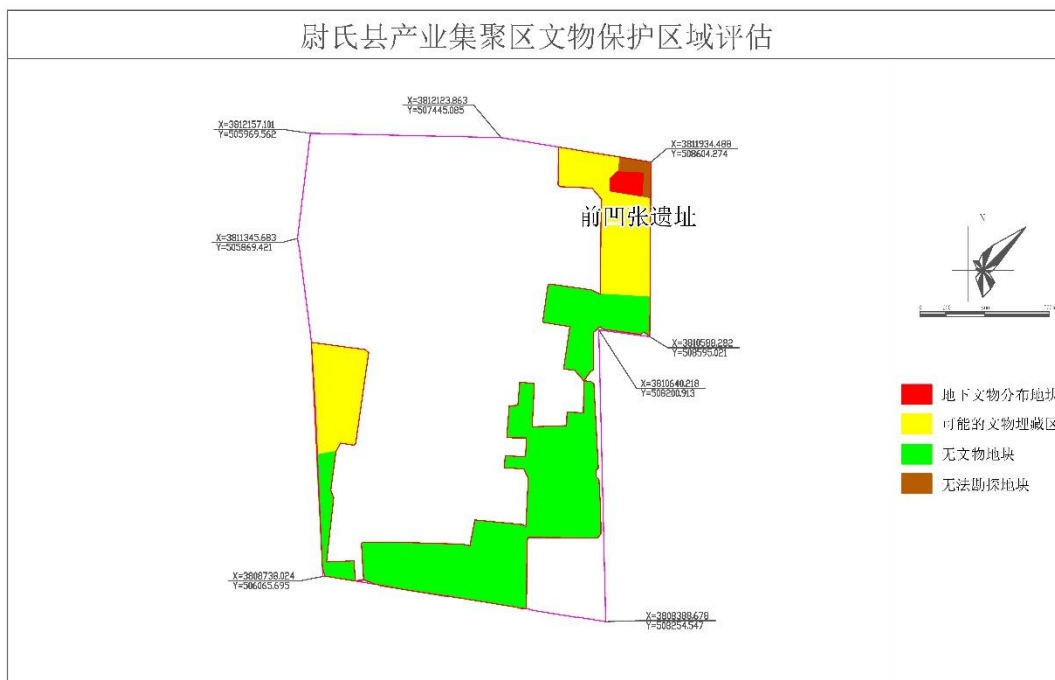 尉氏县产业集聚区文物保护区域评估
X=3812123.863
Y=507445.085
X=3812157.101
Y=505969.562
X=3811934.488
Y=508604.274
前凹张遗址
X=3811345.683
Y=505869.421
N
X=3810588.282
Y=508595.021
X=3810640.218
Y=508200.913
地下文物分布地块
可能的文物埋藏区
无文物地块
无法勘探地块
X=3808738.024
Y=506065.695
X=3808388.678
Y=508254.547